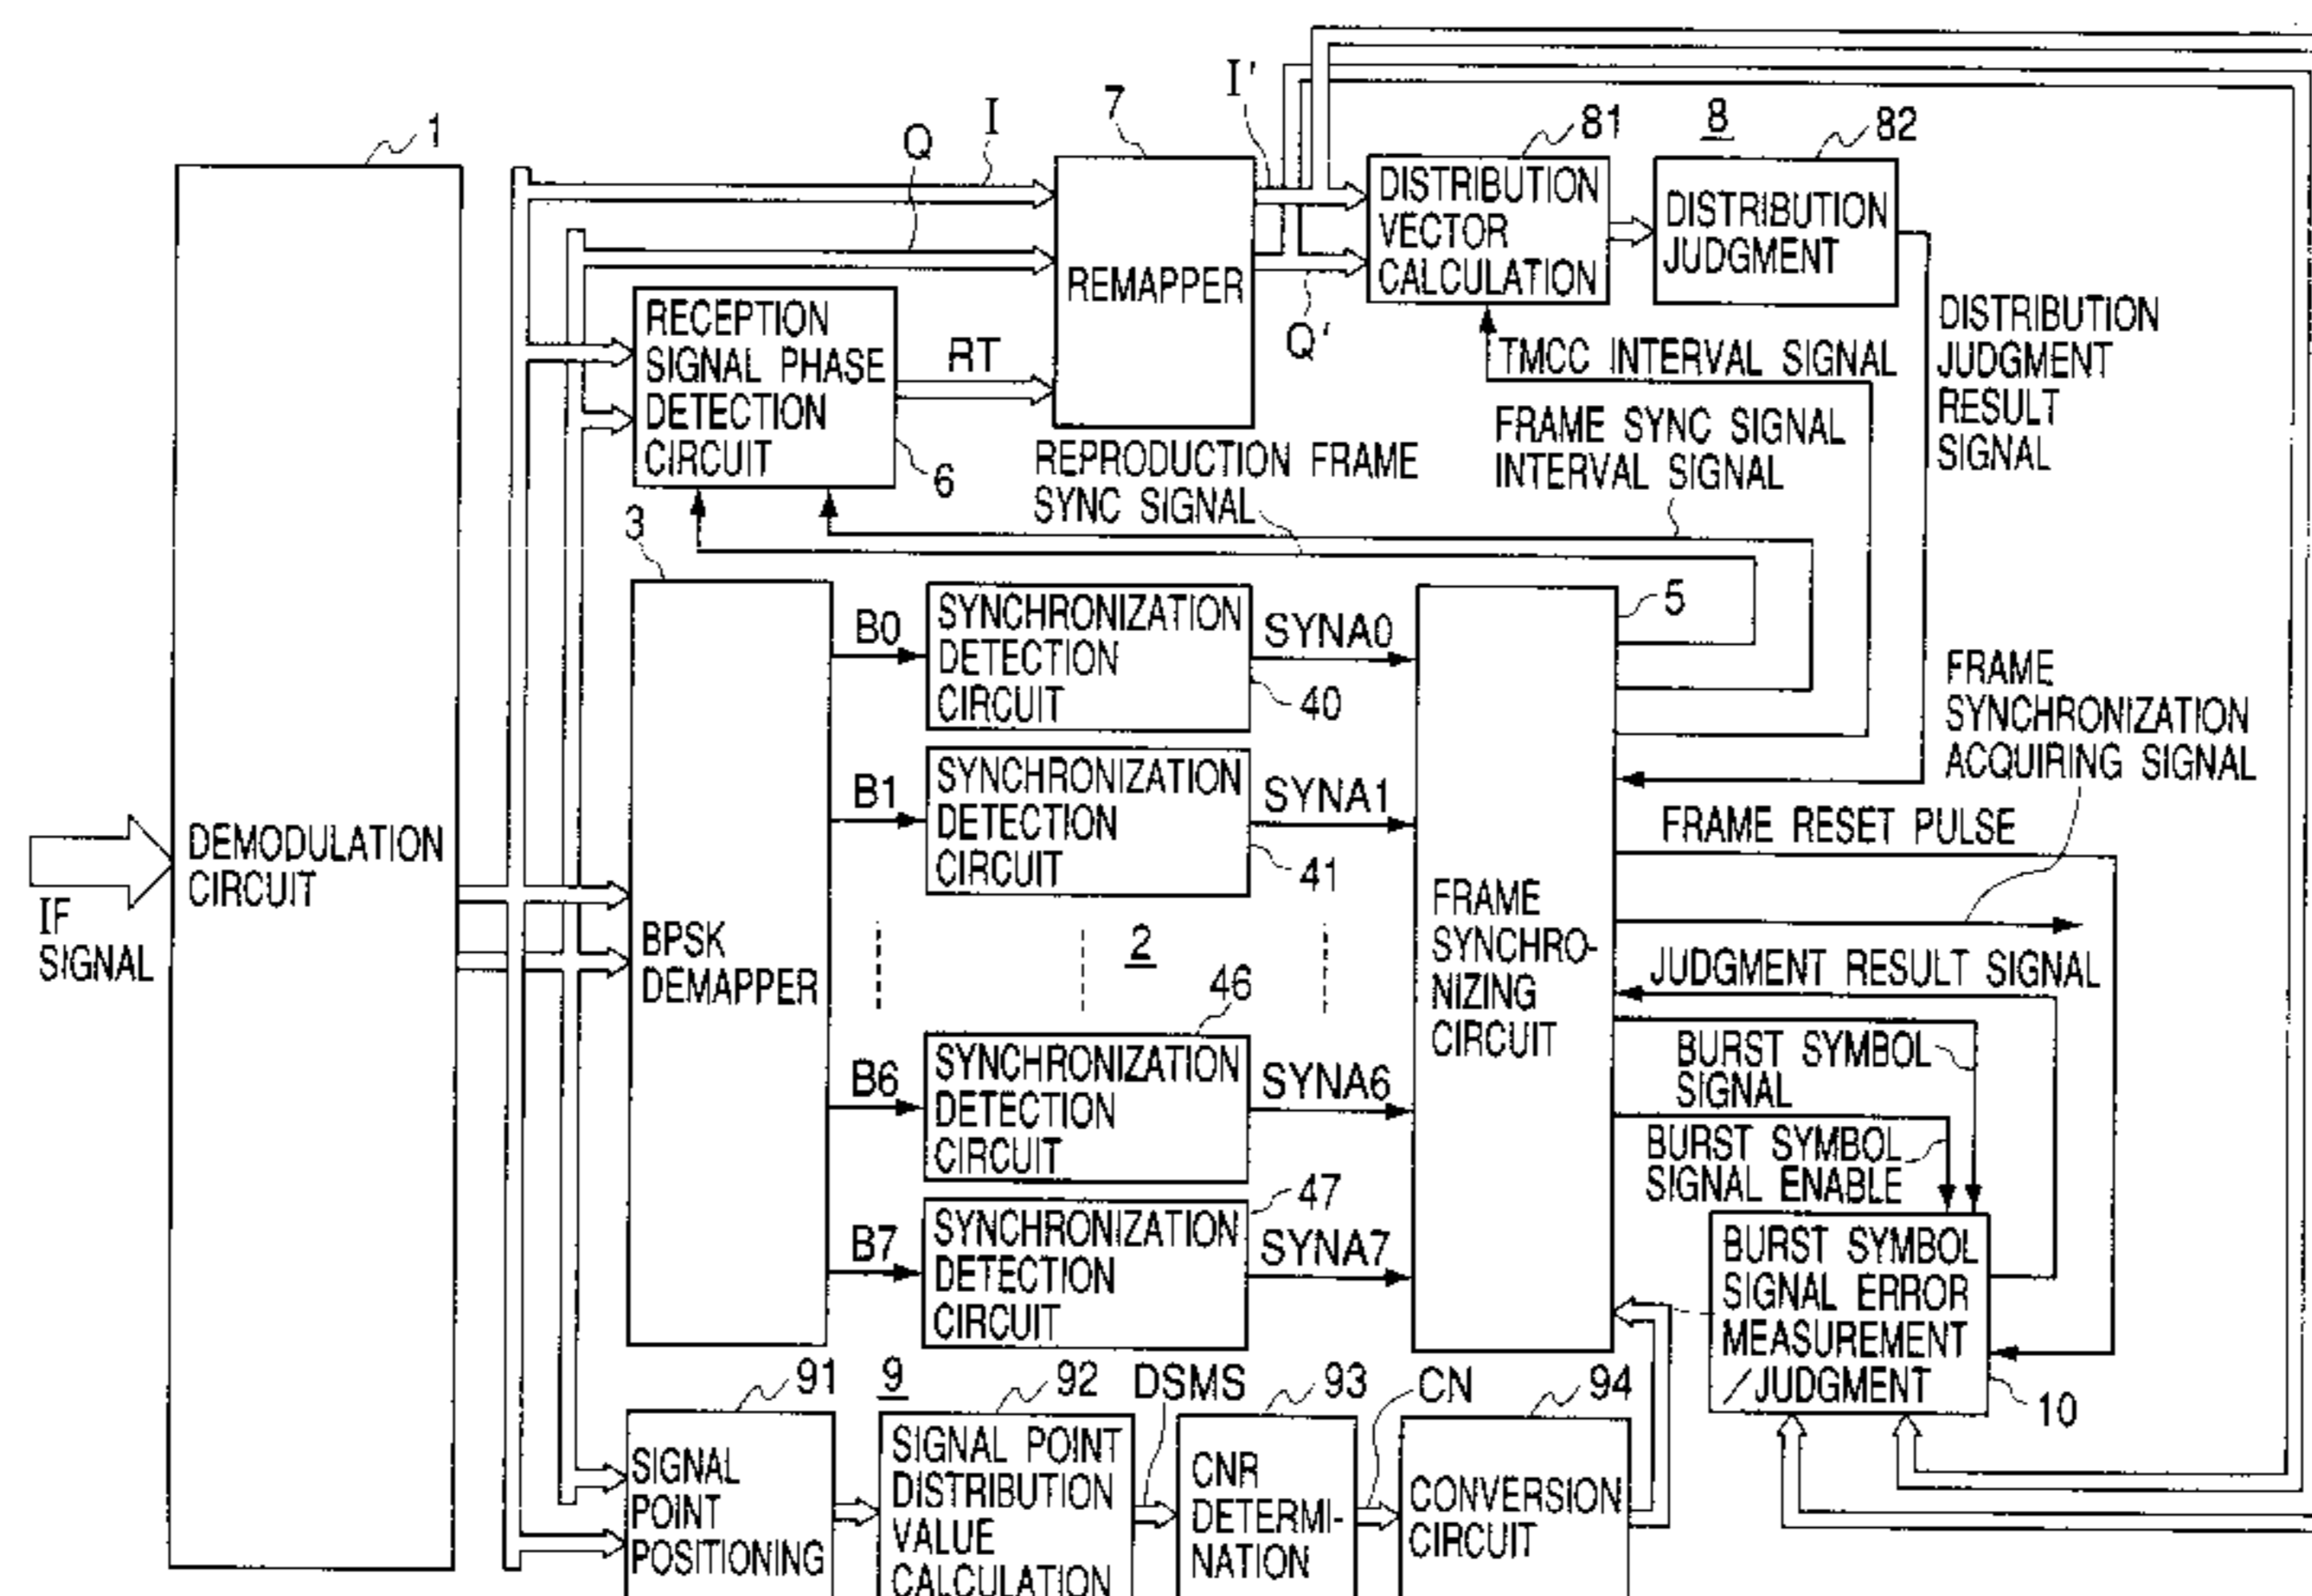 1
DEMODULATION
CIRCUIT
IF
SIGNAL
I
Q
7
REMAPPER
I'
Q'
81
DISTRIBUTION
VECTOR
CALCULATION
8
82
DISTRIBUTION
JUDGMENT
RECEPTION
SIGNAL PHASE
DETECTION
CIRCUIT
6
RT
TMCC INTERVAL SIGNAL
DISTRIBUTION
JUDGMENT
RESULT
SIGNAL
FRAME SYNC SIGNAL
INTERVAL SIGNAL
REPRODUCTION FRAME
SYNC SIGNAL
3
BPSK
DEMAPPER
B0
SYNCHRONIZATION
DETECTION
CIRCUIT
40
SYNA0
B1
SYNCHRONIZATION
DETECTION
CIRCUIT
41
SYNA1
2
46
B6
SYNCHRONIZATION
DETECTION
CIRCUIT
SYNA6
47
B7
SYNCHRONIZATION
DETECTION
CIRCUIT
SYNA7
5
FRAME
SYNCHRO-
NIZING
CIRCUIT
FRAME
SYNCHRONIZATION
ACQUIRING SIGNAL
FRAME RESET PULSE
JUDGMENT RESULT SIGNAL
BURST SYMBOL
SIGNAL
BURST SYMBOL
SIGNAL ENABLE
BURST SYMBOL
SIGNAL ERROR
MEASUREMENT
/JUDGMENT
10
91
SIGNAL
POINT
POSITIONING
9
92
SIGNAL POINT
DISTRIBUTION
VALUE
CALCULATION
DSMS
93
CNR
DETERMI-
NATION
CN
94
CONVERSION
CIRCUIT